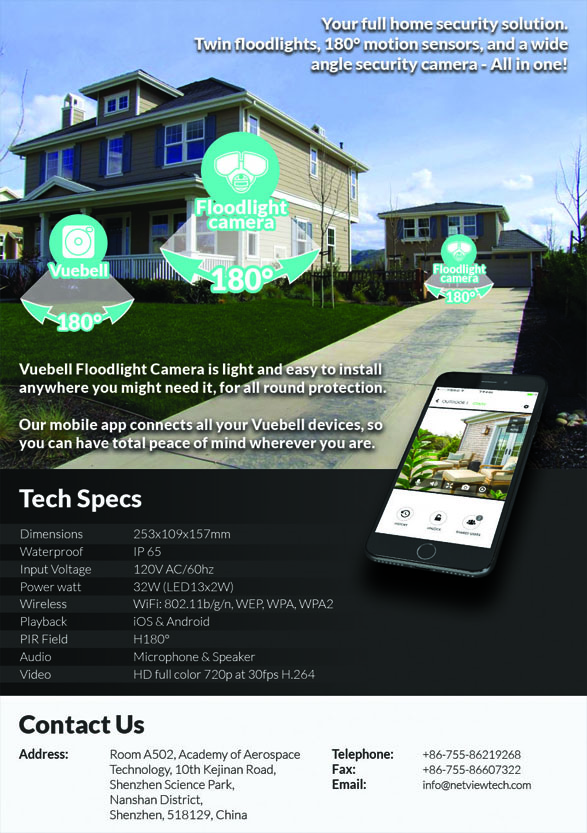 Your full home security solution.
Twin floodlights, 180° motion sensors, and a wide
angle security camera - All in one!
Floodlight
camera
180°
Vuebell
180°
Floodlight
camera
180°
Vuebell Floodlight Camera is light and easy to install
anywhere you might need it, for all round protection.
Our mobile app connects all your Vuebell devices, so
you can have total peace of mind wherever you are.
OUTDOOR 1
Tech Specs
Dimensions 253x109x157mm
Waterproof IP 65
Input Voltage 120V AC/60hz
Power watt 32W (LED13x2W)
Wireless WiFi: 802.11b/g/n, WEP, WPA, WPA2
Playback iOS & Android
PIR Field H180°
Audio Microphone & Speaker
Video HD full color 720p at 30fps H.264
Contact Us
Address: Room A502, Academy of Aerospace
Technology, 10th Kejinan Road,
Shenzhen Science Park,
Nanshan District,
Shenzhen, 518129, China
Telephone: +86-755-86219268
Fax: +86-755-86607322
Email: info@netviewtech.com